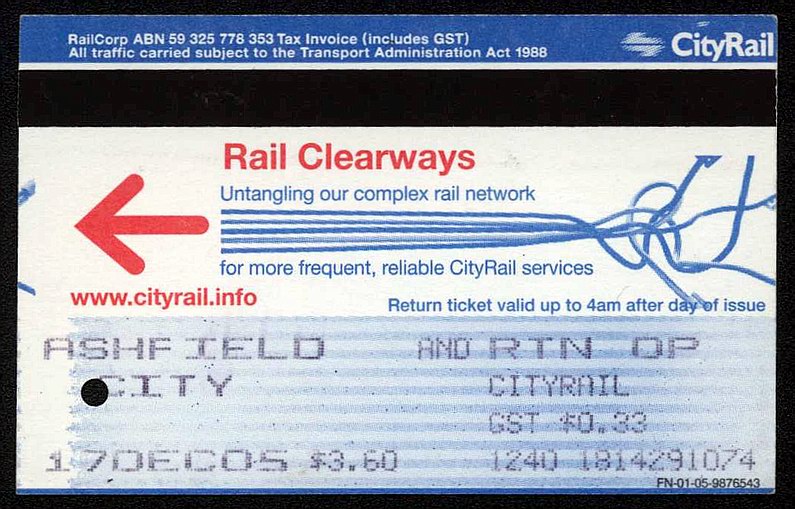 RailCorp ABN 59 325 778 353 Tax Invoice (includes GST)
All traffic carried subject to the Transport Administration Act 1988
CityRail
Rail Clearways
Untangling our complex rail network
for more frequent, reliable CityRail services
www.cityrail.info
Return ticket valid up to 4am after day of issue
ASHFIELD AND RTN OP
CITY CITYRAIL
GST $0.33
17DEC05 $3.60 1240 1814291074
FN-01-05-9876543